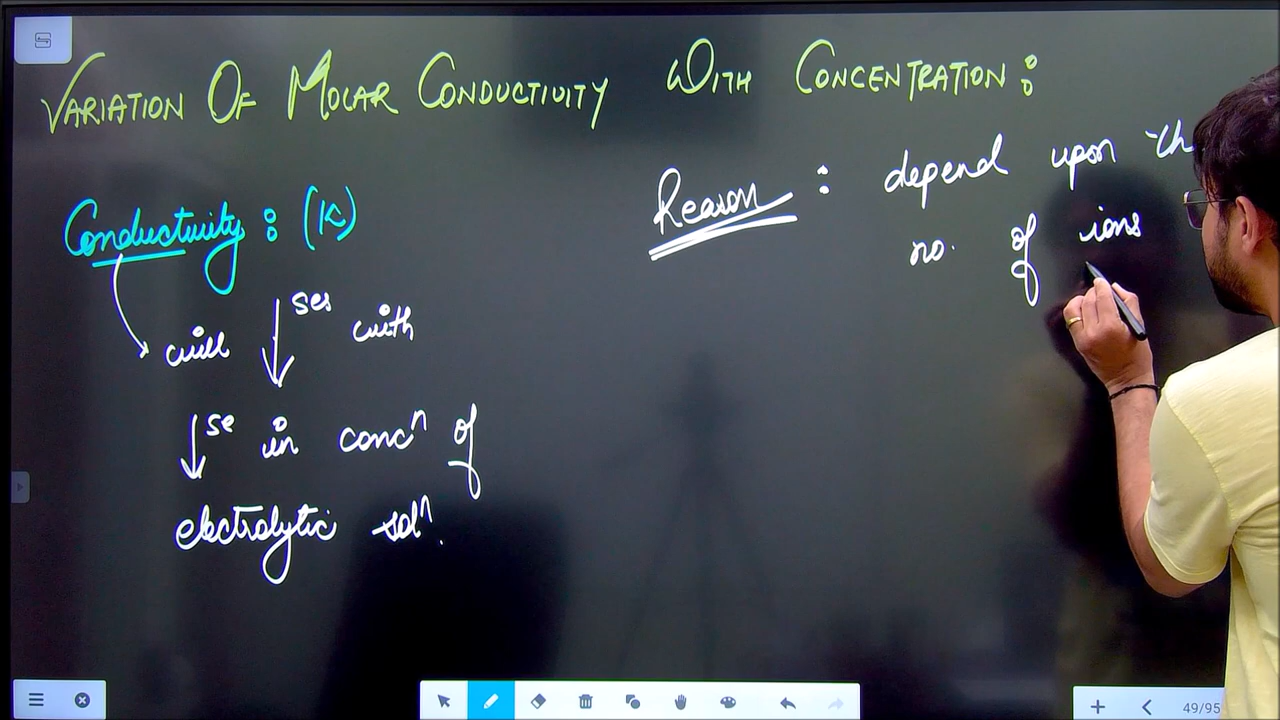 VARIATION OF MOLAR CONDUCTIVITY WITH CONCENTRATION :
Conductivity : (K)
will ↓ ses with
↓ se in concⁿ of
electrolytic solⁿ.
Reason : depend upon th
no. of ions
49/95